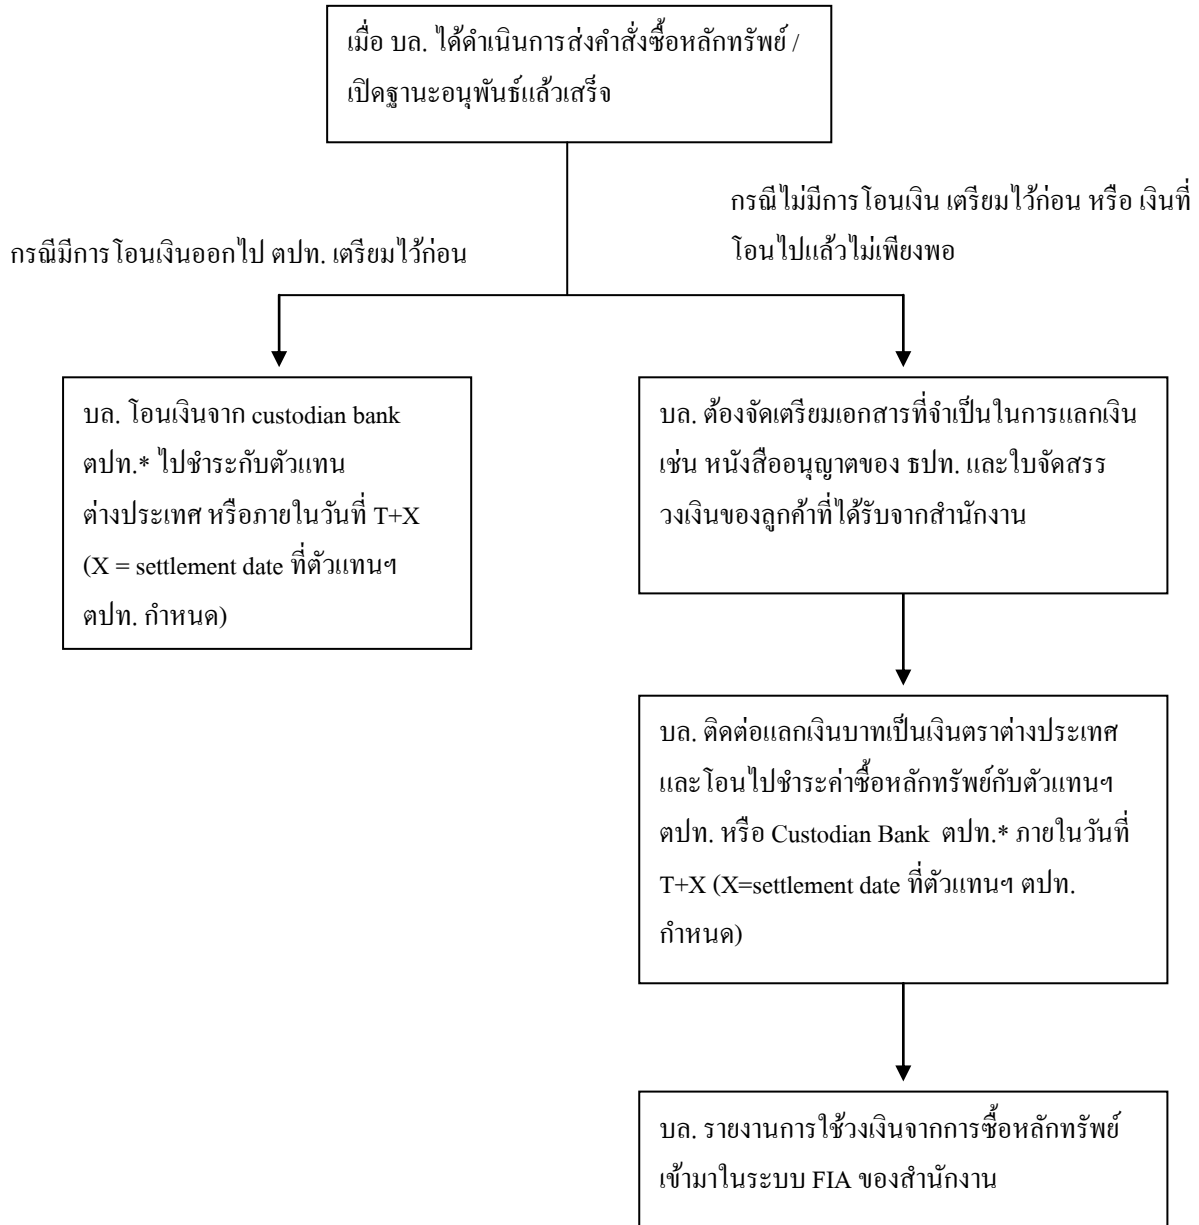 เมื่อ บล. ได้ดำเนินการส่งคำสั่งซื้อหลักทรัพย์ /
เปิดฐานะอนุพันธ์แล้วเสร็จ
กรณีมีการโอนเงินออกไป ตปท. เตรียมไว้ก่อน
กรณีไม่มีการโอนเงิน เตรียมไว้ก่อน หรือ เงินที่
โอนไปแล้วไม่เพียงพอ
บล. โอนเงินจาก custodian bank
ตปท.* ไปชำระกับตัวแทน
ต่างประเทศ หรือภายในวันที่ T+X
(X = settlement date ที่ตัวแทนฯ
ตปท. กำหนด)
บล. ต้องจัดเตรียมเอกสารที่จำเป็นในการแลกเงิน
เช่น หนังสืออนุญาตของ ธปท. และใบจัดสรร
วงเงินของลูกค้าที่ได้รับจากสำนักงาน
บล. ติดต่อแลกเงินบาทเป็นเงินตราต่างประเทศ
และโอนไปชำระค่าซื้อหลักทรัพย์กับตัวแทนฯ
ตปท. หรือ Custodian Bank ตปท.* ภายในวันที่
T+X (X=settlement date ที่ตัวแทนฯ ตปท.
กำหนด)
บล. รายงานการใช้วงเงินจากการซื้อหลักทรัพย์
เข้ามาในระบบ FIA ของสำนักงาน